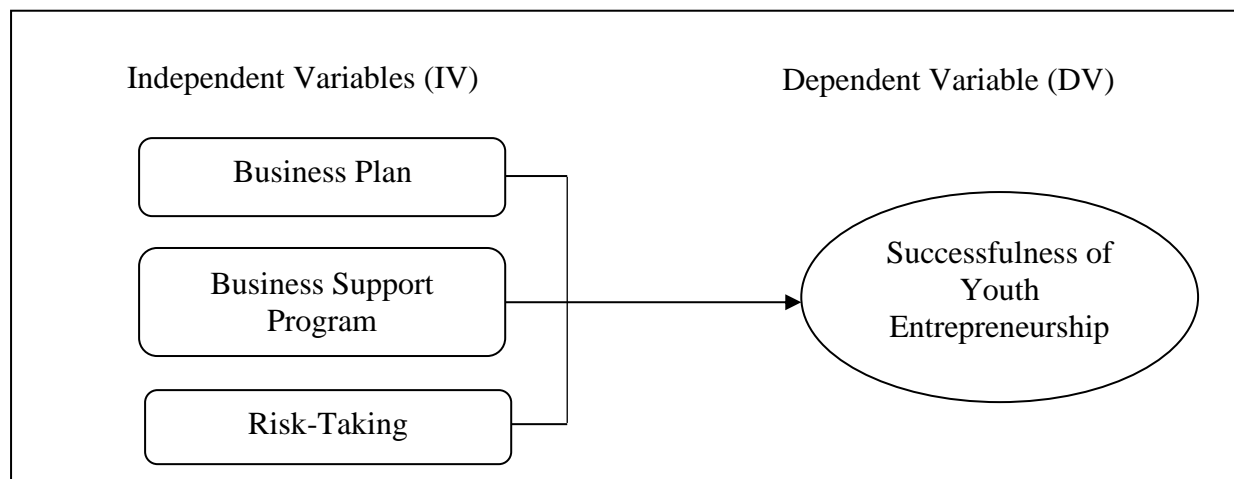 Independent Variables (IV)
Dependent Variable (DV)
Business Plan
Business Support
Program
Risk-Taking
Successfulness of
Youth
Entrepreneurship